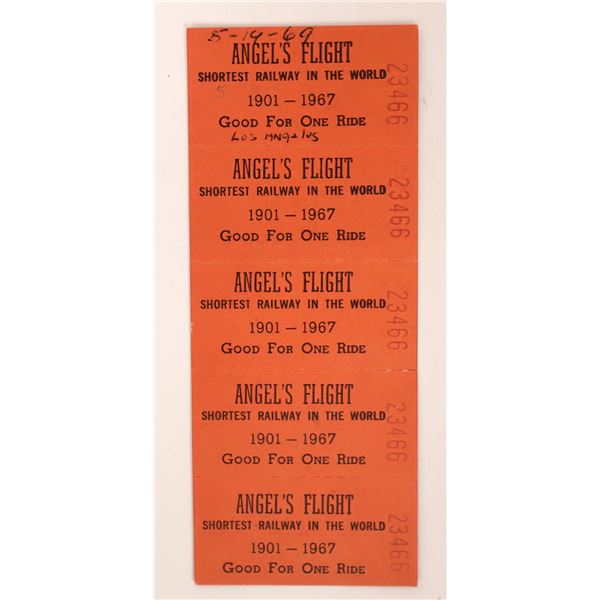 5-14-69
ANGEL'S FLIGHT
SHORTEST RAILWAY IN THE WORLD
1901 — 1967
GOOD FOR ONE RIDE
Los Angeles
23466
ANGEL'S FLIGHT
SHORTEST RAILWAY IN THE WORLD
1901 — 1967
GOOD FOR ONE RIDE
23466
ANGEL'S FLIGHT
SHORTEST RAILWAY IN THE WORLD
1901 — 1967
GOOD FOR ONE RIDE
23466
ANGEL'S FLIGHT
SHORTEST RAILWAY IN THE WORLD
1901 — 1967
GOOD FOR ONE RIDE
23466
ANGEL'S FLIGHT
SHORTEST RAILWAY IN THE WORLD
1901 — 1967
GOOD FOR ONE RIDE
23466